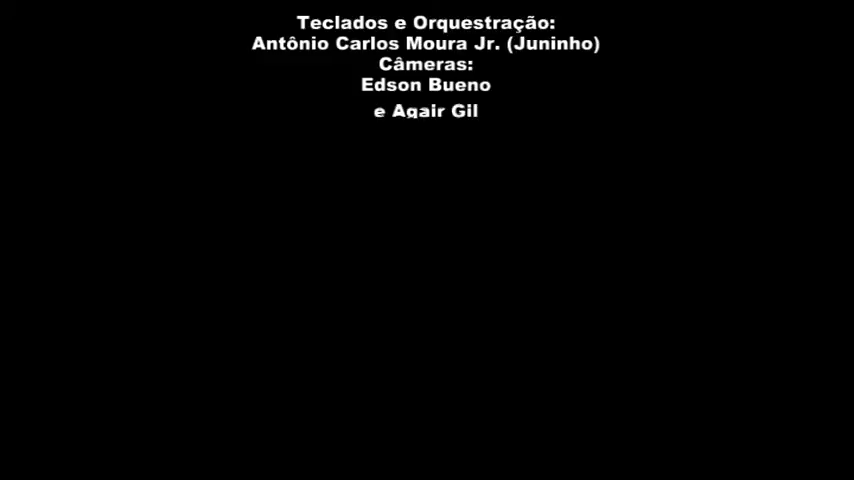 Teclados e Orquestração:
Antônio Carlos Moura Jr. (Juninho)
Câmeras:
Edson Bueno
e Agair Gil